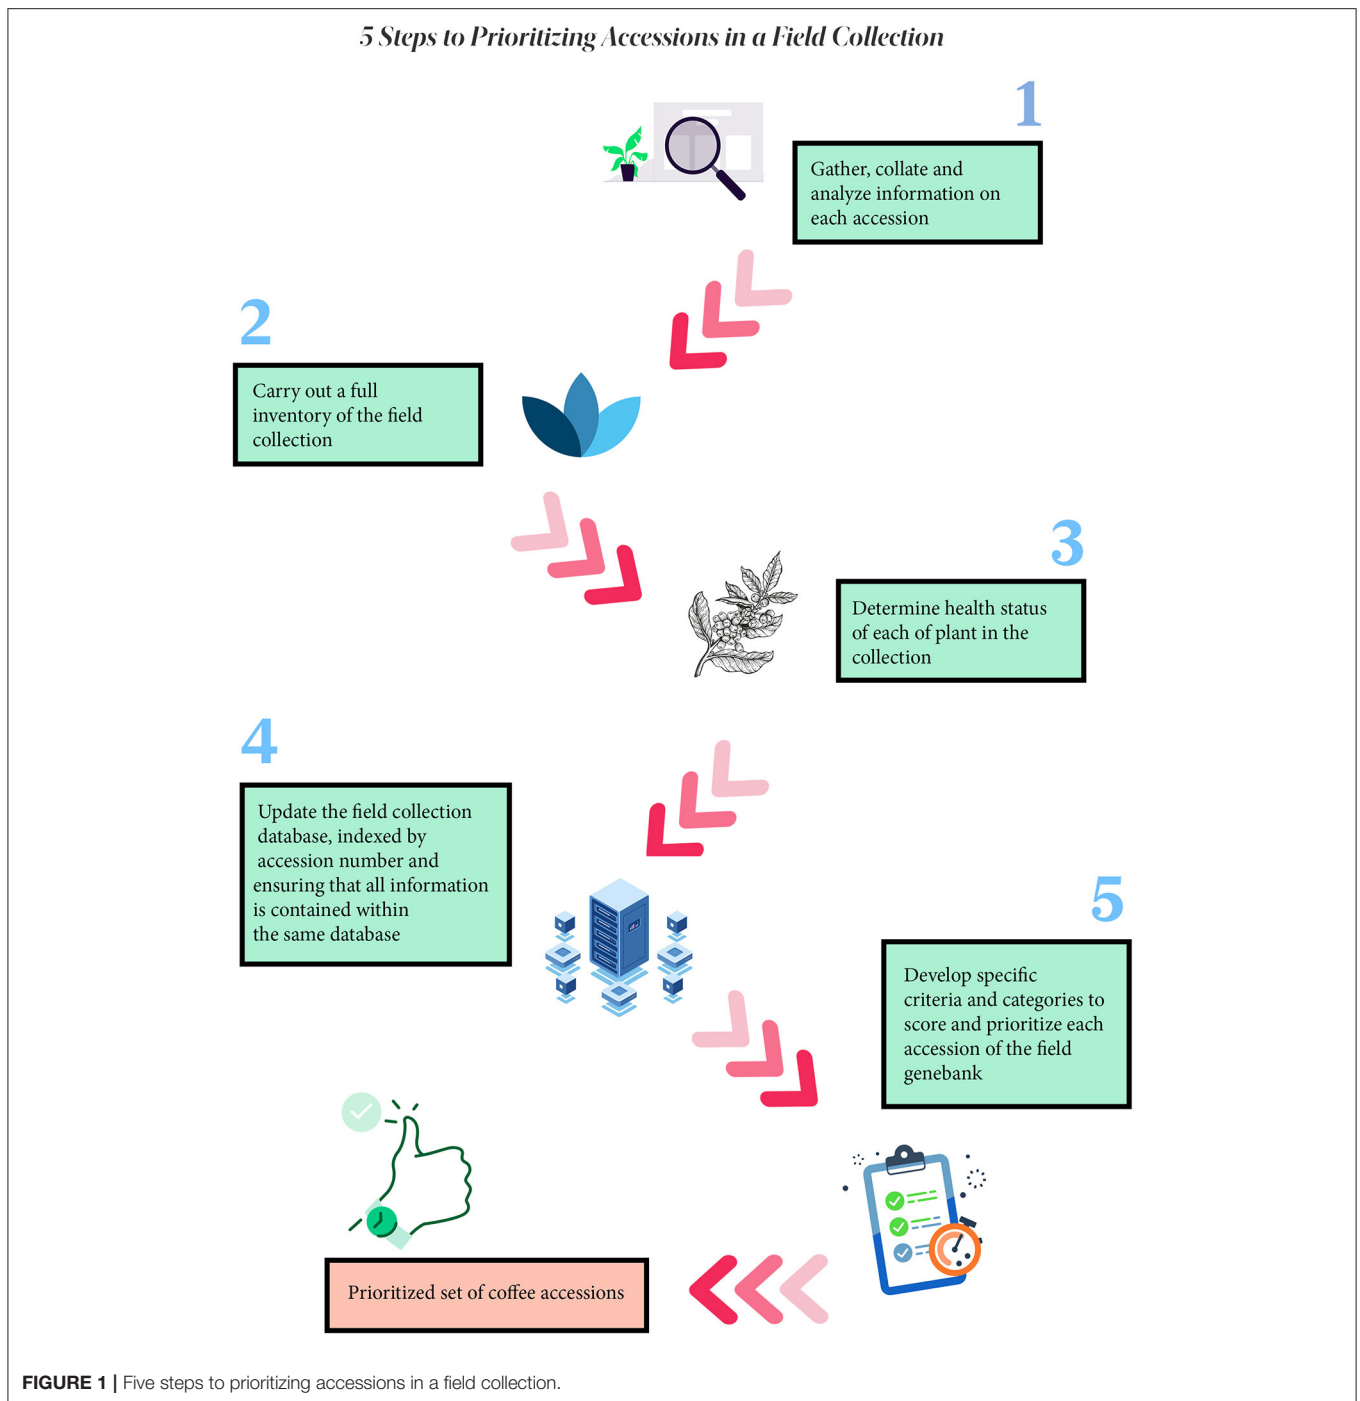 5 Steps to Prioritizing Accessions in a Field Collection
1
Gather, collate and
analyze information on
each accession
2
Carry out a full
inventory of the field
collection
3
Determine health status
of each of plant in the
collection
4
Update the field collection
database, indexed by
accession number and
ensuring that all information
is contained within
the same database
5
Develop specific
criteria and categories to
score and prioritize each
accession of the field
genebank
Prioritized set of coffee accessions
FIGURE 1 | Five steps to prioritizing accessions in a field collection.